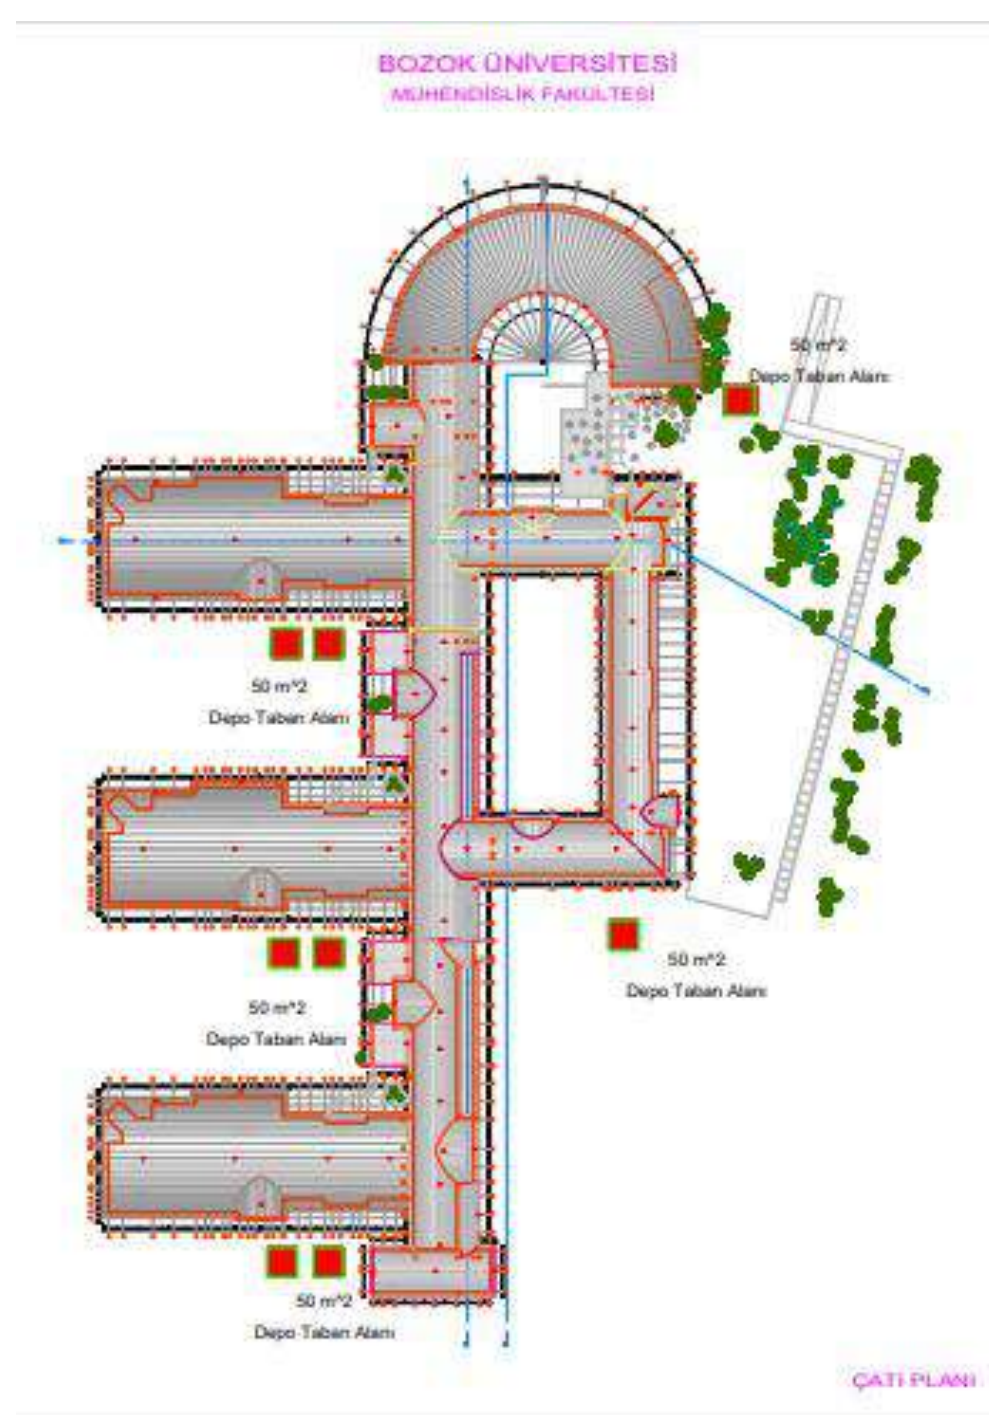 BOZOK ÜNİVERSİTESİ
MÜHENDİSLİK FAKÜLTESİ
50 m^2
Depo Taban Alanı
50 m^2
Depo Taban Alanı
50 m^2
Depo Taban Alanı
50 m^2
Depo Taban Alanı
50 m^2
Depo Taban Alanı
ÇATI PLANI